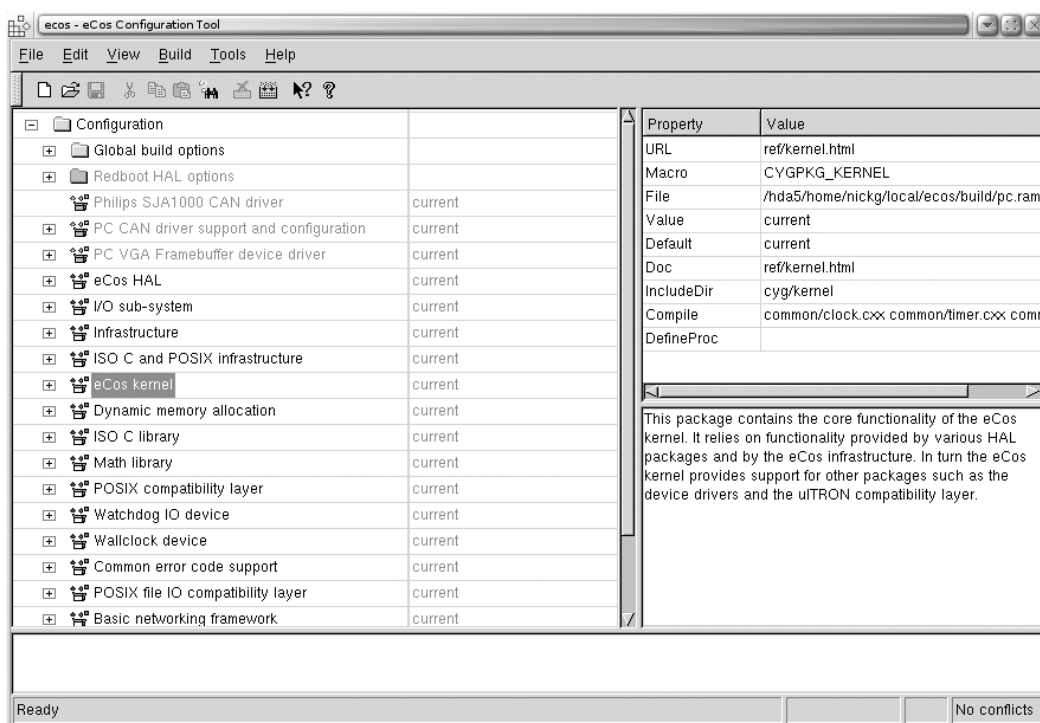 ecos - eCos Configuration Tool
File Edit View Build Tools Help
Configuration
Global build options
Redboot HAL options
Philips SJA1000 CAN driver current
PC CAN driver support and configuration current
PC VGA Framebuffer device driver current
eCos HAL current
I/O sub-system current
Infrastructure current
ISO C and POSIX infrastructure current
eCos kernel current
Dynamic memory allocation current
ISO C library current
Math library current
POSIX compatibility layer current
Watchdog IO device current
Wallclock device current
Common error code support current
POSIX file IO compatibility layer current
Basic networking framework current
Property Value
URL ref/kernel.html
Macro CYGPKG_KERNEL
File /hda5/home/nickg/local/ecos/build/pc.ram
Value current
Default current
Doc ref/kernel.html
IncludeDir cyg/kernel
Compile common/clock.cxx common/timer.cxx comr
DefineProc
This package contains the core functionality of the eCos
kernel. It relies on functionality provided by various HAL
packages and by the eCos infrastructure. In turn the eCos
kernel provides support for other packages such as the
device drivers and the uITRON compatibility layer.
Ready No conflicts